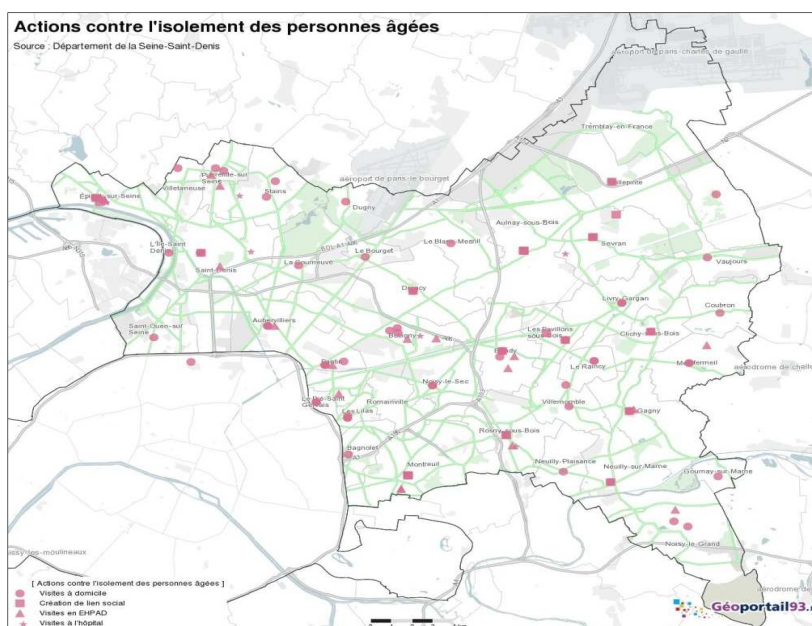 Actions contre l'isolement des personnes âgées
Source : Département de la Seine-Saint-Denis
aéroport de paris-charles de gaulle
Tremblay-en-France
aéroport de paris-le bourget
Villetaneuse
Seine
Stains
Épinay-sur-Seine
Dugny
Villepinte
Aulnay-sous-Bois
Le Blanc-Mesnil
Sevran
L'Île-Saint
Denis
Saint-Denis
La Courneuve
Le Bourget
Vaujours
Drancy
Livry-Gargan
Coubron
Saint-Ouen-sur
Seine
Aubervilliers
Bobigny
Les Pavillons
sous-Bois
Clichy-sous-Bois
Bondy
Pantin
Le Raincy
Montfermeil
aérodrome de chelles
Noisy-le-Sec
Le Pré-Saint
Gervais
Romainville
Les Lilas
Villemomble
Gagny
Rosny-sous-Bois
Bagnolet
Montreuil
Neuilly-Plaisance
Neuilly-sur-Marne
Gournay-sur-Marne
Noisy-le-Grand
issy-les-moulineaux
aérodrome de
[ Actions contre l'isolement des personnes âgées ]
Visites à domicile
Création de lien social
Visites en EHPAD
Visites à l'hôpital
Géoportail93.